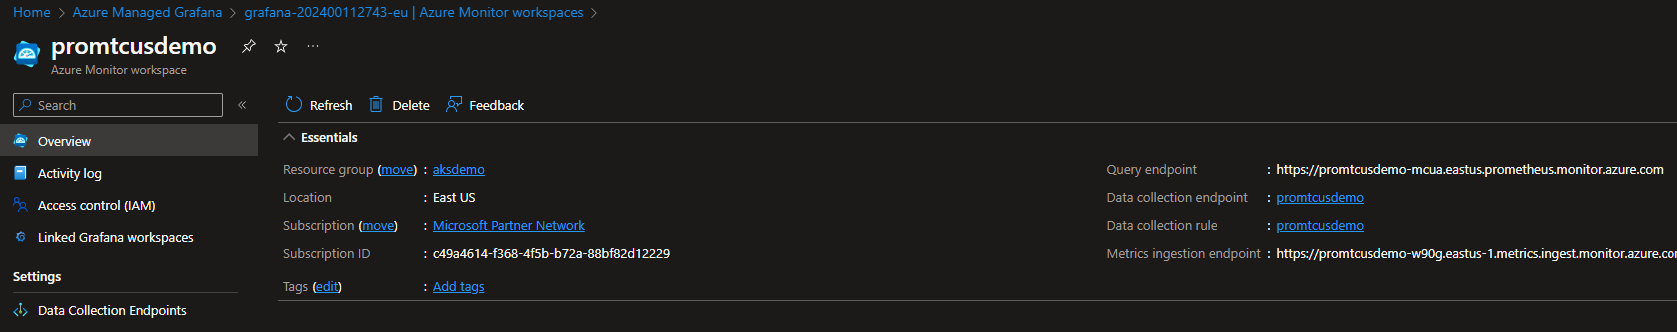 Home > Azure Managed Grafana > grafana-202400112743-eu | Azure Monitor workspaces >
promtcusdemo
Azure Monitor workspace
Search
Overview
Activity log
Access control (IAM)
Linked Grafana workspaces
Settings
Data Collection Endpoints
Refresh Delete Feedback
Essentials
Resource group (move) : aksdemo
Location : East US
Subscription (move) : Microsoft Partner Network
Subscription ID : c49a4614-f368-4f5b-b72a-88bf82d12229
Tags (edit) : Add tags
Query endpoint : https://promtcusdemo-mcua.eastus.prometheus.monitor.azure.com
Data collection endpoint : promtcusdemo
Data collection rule : promtcusdemo
Metrics ingestion endpoint : https://promtcusdemo-w90g.eastus-1.metrics.ingest.monitor.azure.co